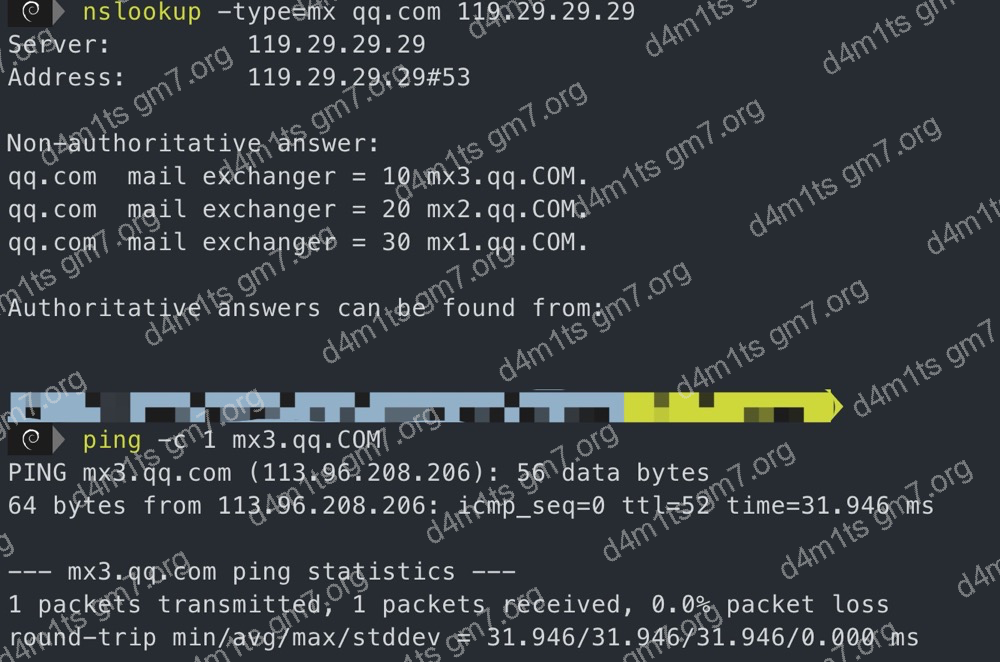 nslookup -type=mx qq.com 119.29.29.29
Server:         119.29.29.29
Address:        119.29.29.29#53
Non-authoritative answer:
qq.com  mail exchanger = 10 mx3.qq.COM.
qq.com  mail exchanger = 20 mx2.qq.COM.
qq.com  mail exchanger = 30 mx1.qq.COM.
Authoritative answers can be found from:
ping -c 1 mx3.qq.COM
PING mx3.qq.com (113.96.208.206): 56 data bytes
64 bytes from 113.96.208.206: icmp_seq=0 ttl=52 time=31.946 ms
--- mx3.qq.com ping statistics ---
1 packets transmitted, 1 packets received, 0.0% packet loss
round-trip min/avg/max/stddev = 31.946/31.946/31.946/0.000 ms
d4m1ts gm7.org